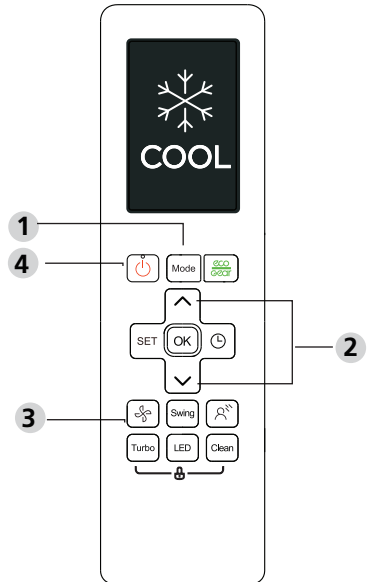 COOL
1
4
Mode
eco
gear
SET
OK
2
3
Swing
Turbo
LED
Clean